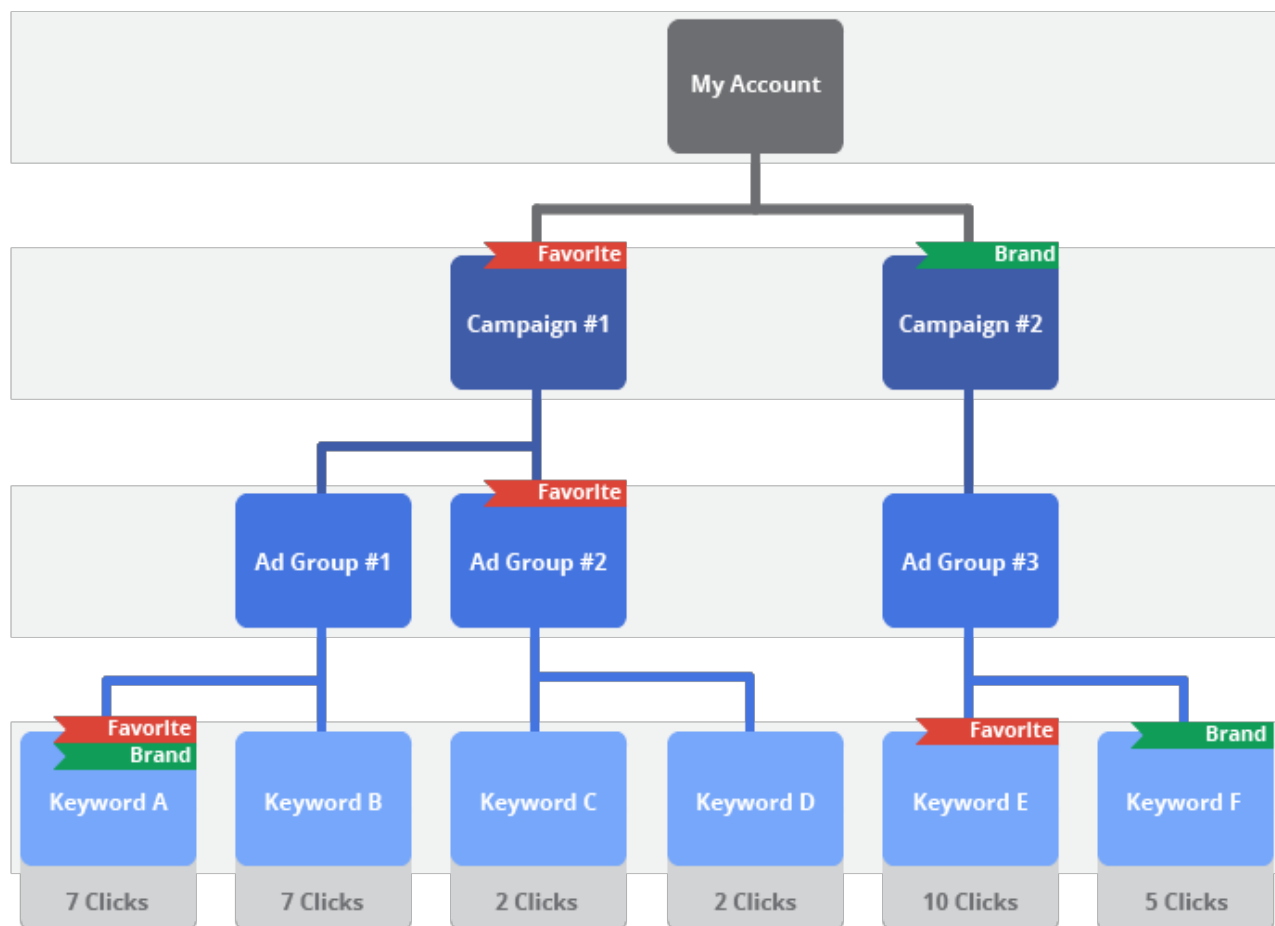 My Account
Favorite
Brand
Campaign #1
Campaign #2
Favorite
Ad Group #1
Ad Group #2
Ad Group #3
Favorite
Brand
Favorite
Brand
Keyword A
Keyword B
Keyword C
Keyword D
Keyword E
Keyword F
7 Clicks
7 Clicks
2 Clicks
2 Clicks
10 Clicks
5 Clicks